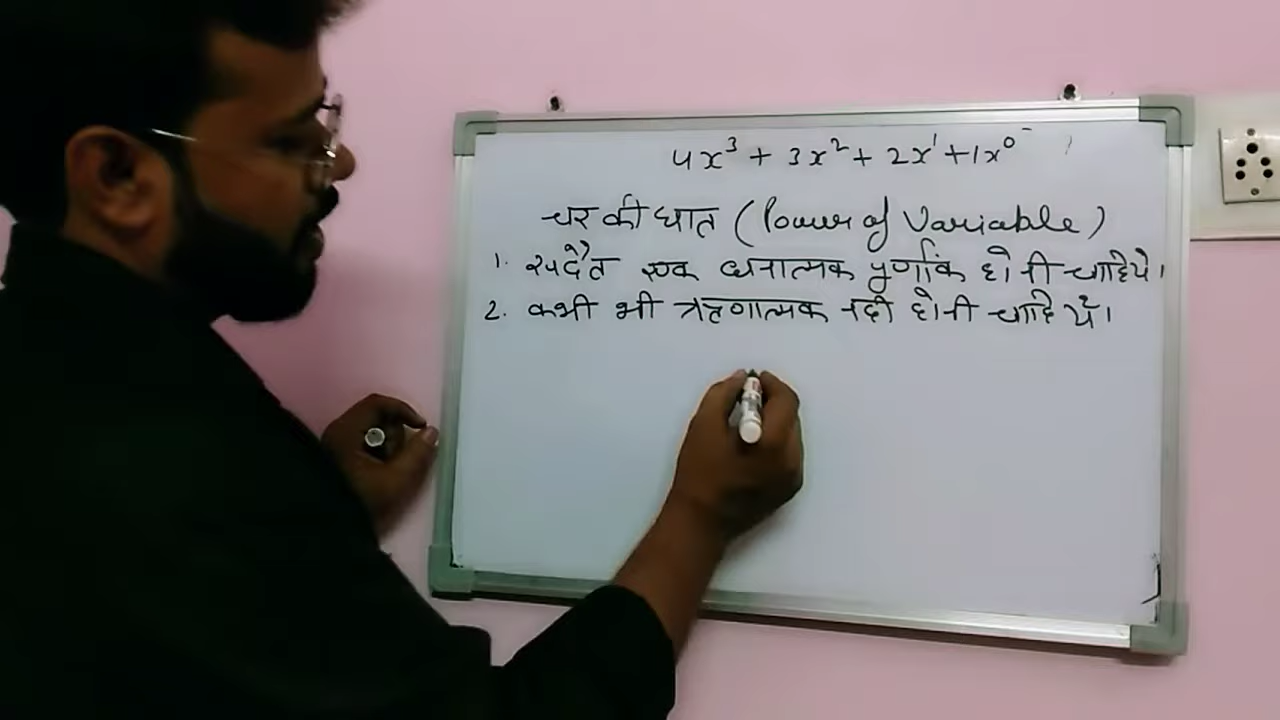 4x³ + 3x² + 2x¹ + 1x⁰
चर की घात (Power of Variable)
1. सदैव एक धनात्मक पूर्णांक होनी चाहिये।
2. कभी भी ऋणात्मक नही होनी चाहिये।